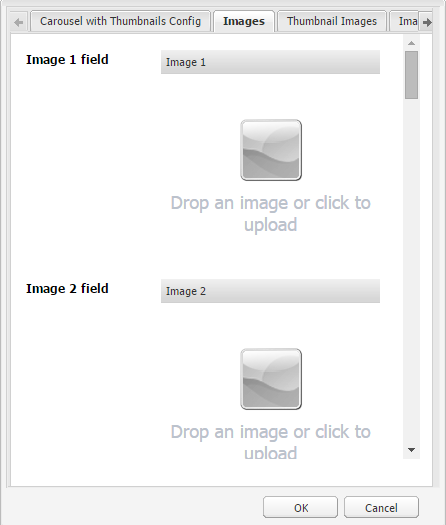 Carousel with Thumbnails Config
Images
Thumbnail Images
Ima
Image 1 field
Image 1
Drop an image or click to
upload
Image 2 field
Image 2
Drop an image or click to
upload
OK
Cancel